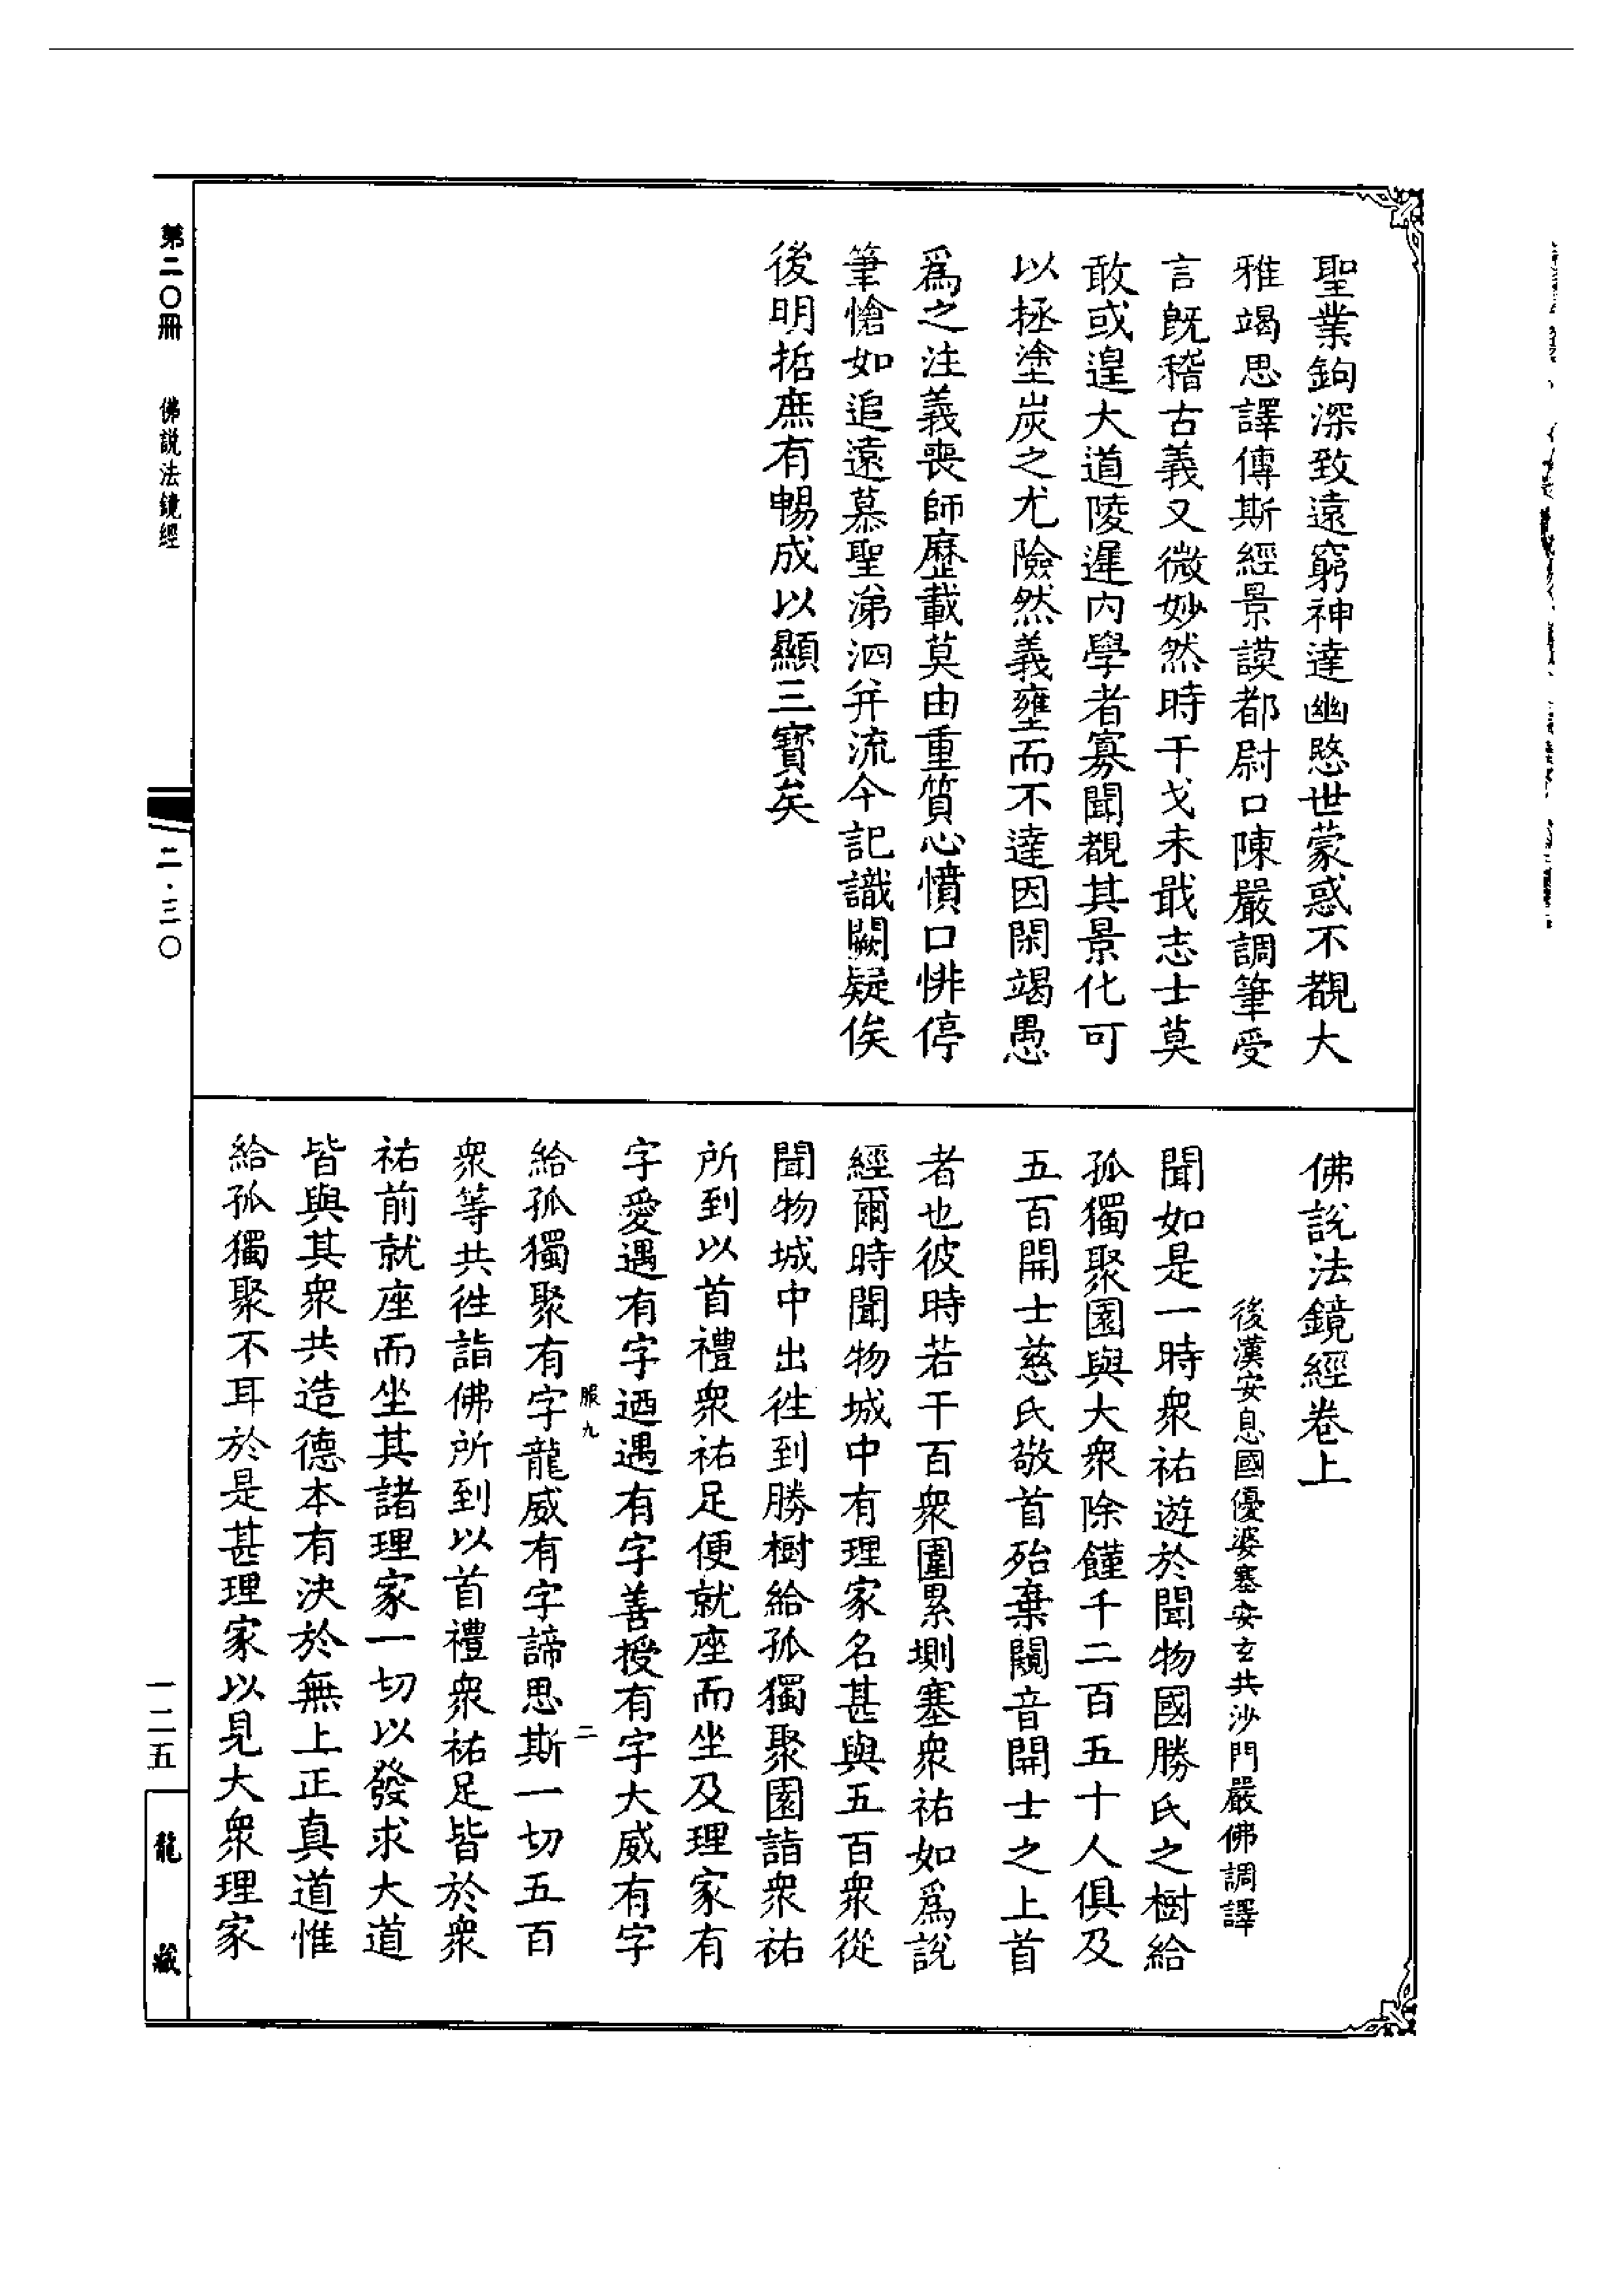 聖業鉤深致遠窮神達幽愍世蒙惑不覩大
雅竭思譯傳斯經景謨都尉口陳嚴調筆受
言旣稽古義又微妙然時干戈未戢志士莫
敢或遑大道陵遲內學者寡聞覩其景化可
以拯塗炭之尤險然義壅而不達因閑竭愚
爲之注義喪師歷載莫由重質心憤口悱停
筆愴如追遠慕聖涕泗并流今記識闕疑俟
後明哲庶有暢成以顯三寶矣
佛說法鏡經卷上
後漢安息國優婆塞安玄共沙門嚴佛調譯
聞如是一時衆祐遊於聞物國勝氏之樹給
孤獨聚園與大衆除饉千二百五十人俱及
五百開士慈氏敬首殆棄闚音開士之上首
者也彼時若干百衆圍累㘽塞衆祐如爲說
經爾時聞物城中有理家名甚與五百衆從
聞物城中出徃到勝樹給孤獨聚園詣衆祐
所到以首禮衆祐足便就座而坐及理家有
字愛遇有字迺遇有字善授有字大威有字
服九
二
給孤獨聚有字龍威有字諦思斯一切五百
衆等共徃詣佛所到以首禮衆祐足皆於衆
祐前就座而坐其諸理家一切以發求大道
皆與其衆共造德本有決於無上正真道惟
給孤獨聚不耳於是甚理家以見大衆理家
第二〇冊
佛説法鏡經
二·三〇
一二五
龍藏